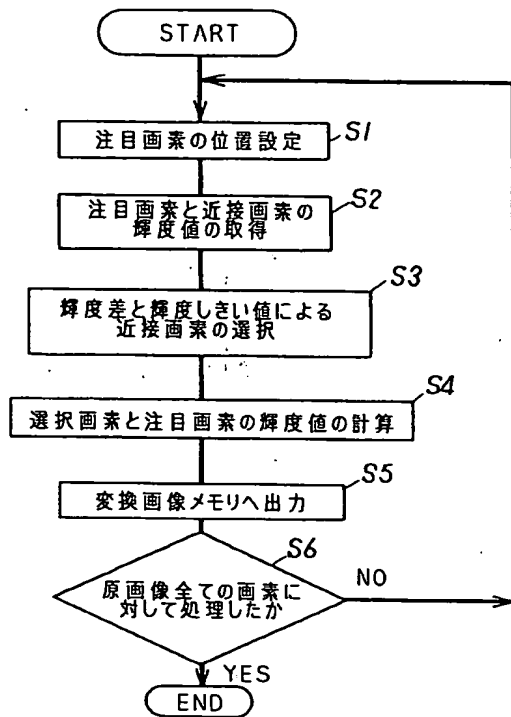 START
注目画素の位置設定
S1
注目画素と近接画素の
輝度値の取得
S2
輝度差と輝度しきい値による
近接画素の選択
S3
選択画素と注目画素の輝度値の計算
S4
変換画像メモリへ出力
S5
原画像全ての画素に
対して処理したか
S6
NO
YES
END